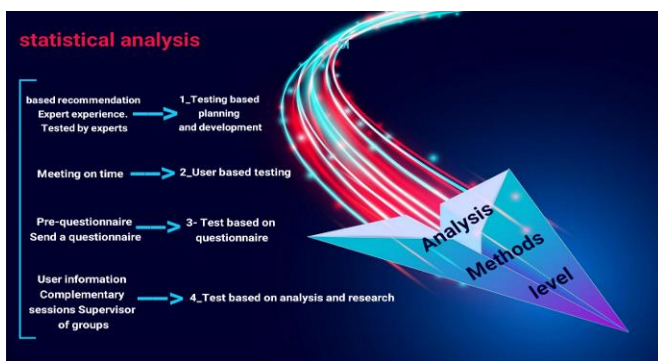 statistical analysis
based recommendation
Expert experience.
Tested by experts
1_Testing based
planning
and development
Meeting on time
2_User based testing
Pre-questionnaire
Send a questionnaire
3- Test based on
questionnaire
User information
Complementary
sessions Supervisor
of groups
4_Test based on analysis and research
Analysis
Methods
level